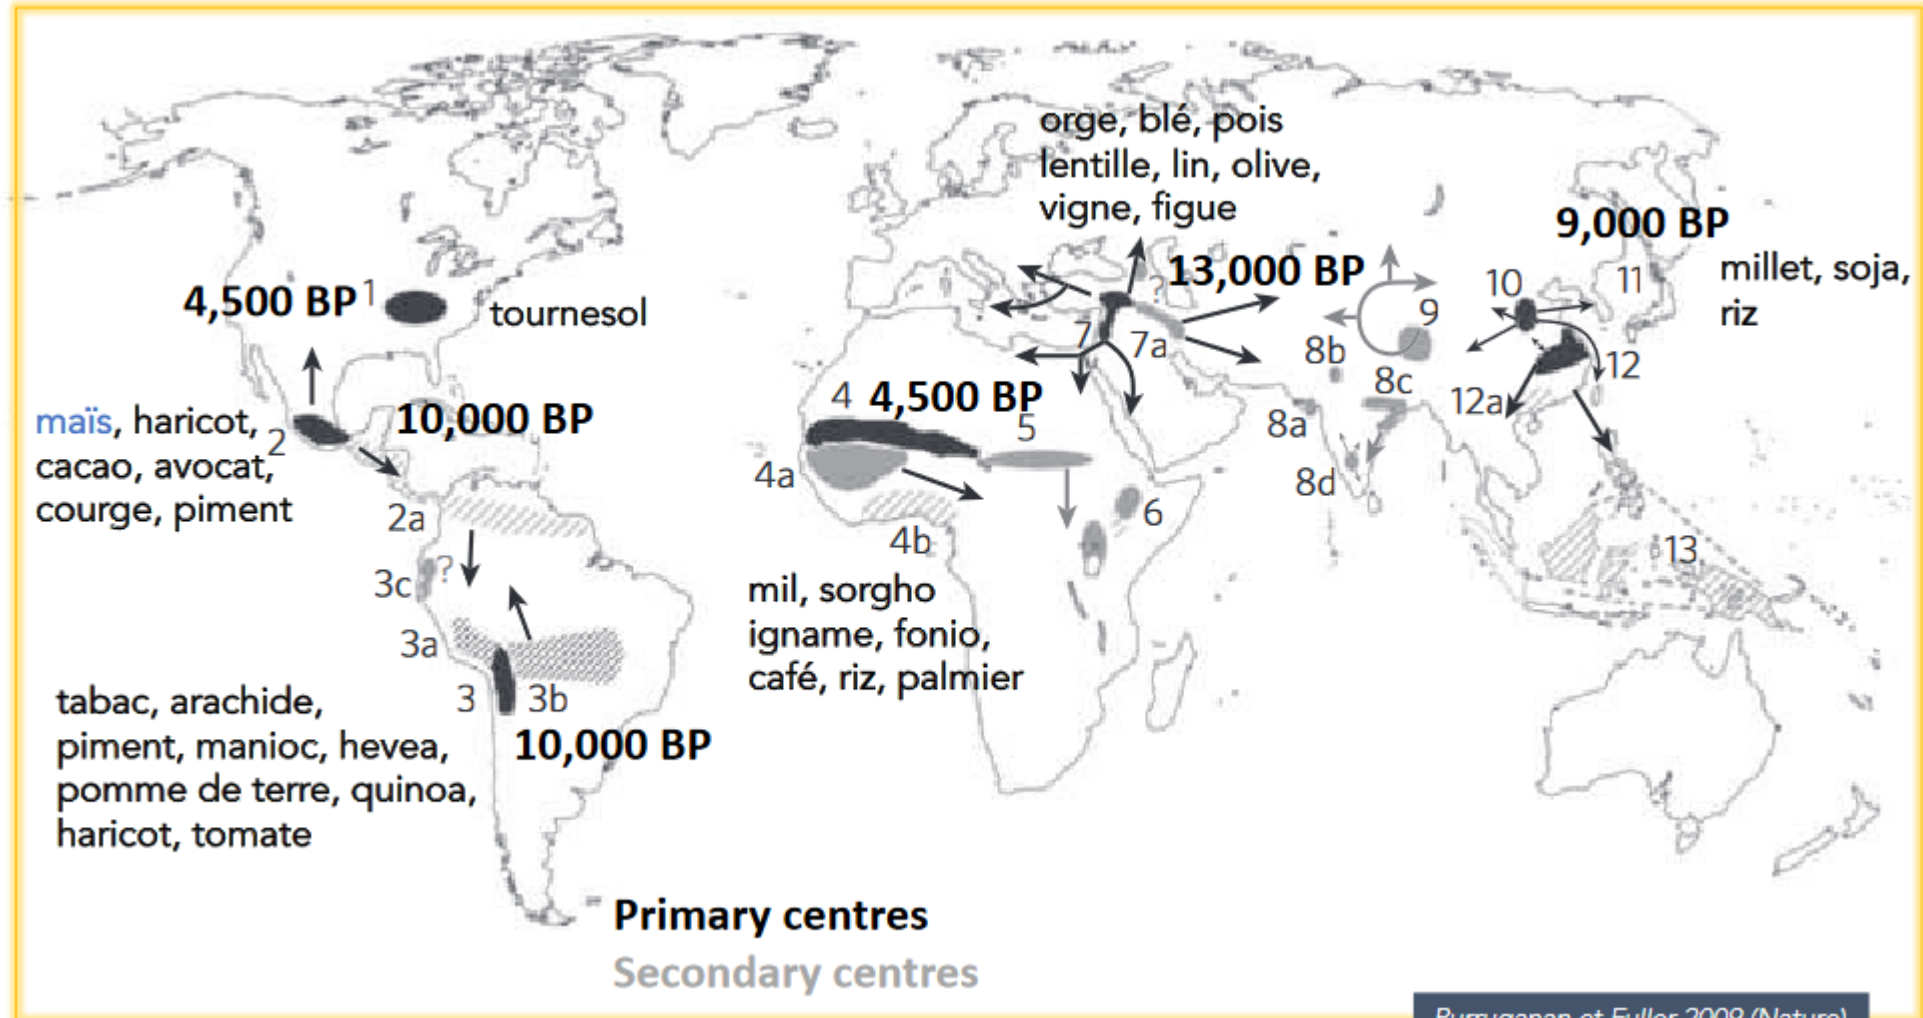 orge, blé, pois
lentille, lin, olive,
vigne, figue
9,000 BP
millet, soja,
riz
13,000 BP
?
4,500 BP
1
tournesol
10
11
9
7
7a
8b
8c
12
12a
8a
8d
maïs, haricot,
cacao, avocat,
courge, piment
2
10,000 BP
4
4,500 BP
5
4a
4b
6
13
2a
3c
?
3a
3
3b
10,000 BP
mil, sorgho
igname, fonio,
café, riz, palmier
tabac, arachide,
piment, manioc, hevea,
pomme de terre, quinoa,
haricot, tomate
Primary centres
Secondary centres
et Fuller 2009 (Nature)